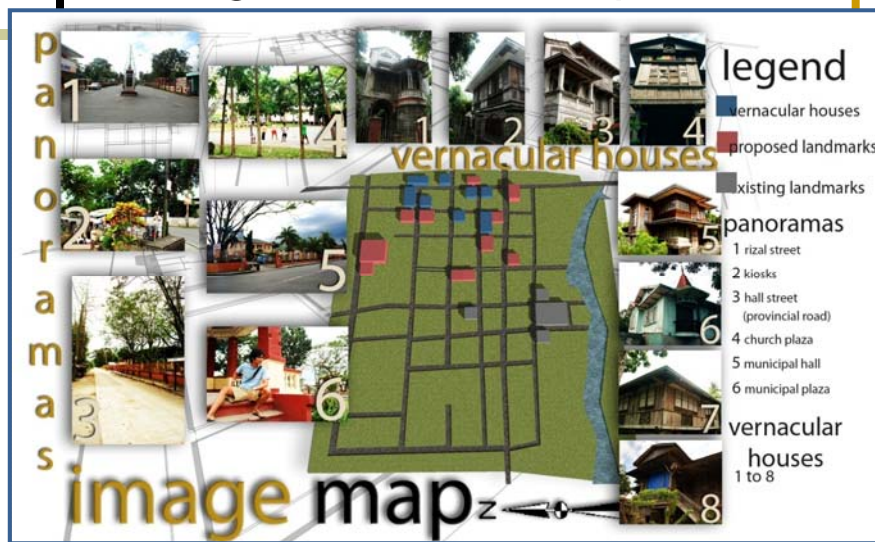 panoramas
1
2
3
4
5
6
1
2
3
4
vernacular houses
5
6
7
8
legend
vernacular houses
proposed landmarks
existing landmarks
panoramas
1 rizal street
2 kiosks
3 hall street
(provincial road)
4 church plaza
5 municipal hall
6 municipal plaza
vernacular
houses
1 to 8
image map
N